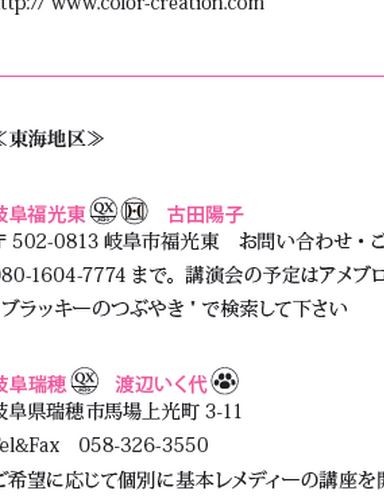 ttp:// www.color-creation.com
≪東海地区≫
岐阜福光東 QX 古田陽子
〒502-0813 岐阜市福光東　お問い合わせ・ご
080-1604-7774 まで。講演会の予定はアメブロ
ブラッキーのつぶやき ' で検索して下さい
岐阜瑞穂 QX 渡辺いく代
岐阜県瑞穂市馬場上光町 3-11
Tel&Fax　058-326-3550
ご希望に応じて個別に基本レメディーの講座を開